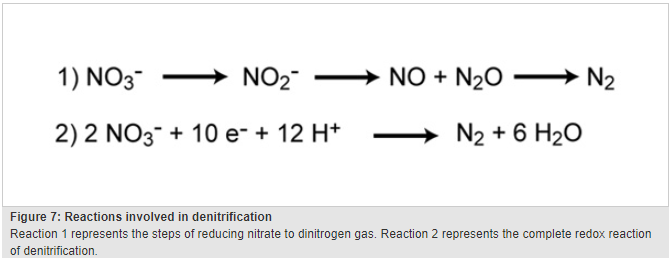 1) NO₃⁻ ⟶ NO₂⁻ ⟶ NO + N₂O ⟶ N₂
2) 2 NO₃⁻ + 10 e⁻ + 12 H⁺ ⟶ N₂ + 6 H₂O
Figure 7: Reactions involved in denitrification
Reaction 1 represents the steps of reducing nitrate to dinitrogen gas. Reaction 2 represents the complete redox reaction
of denitrification.